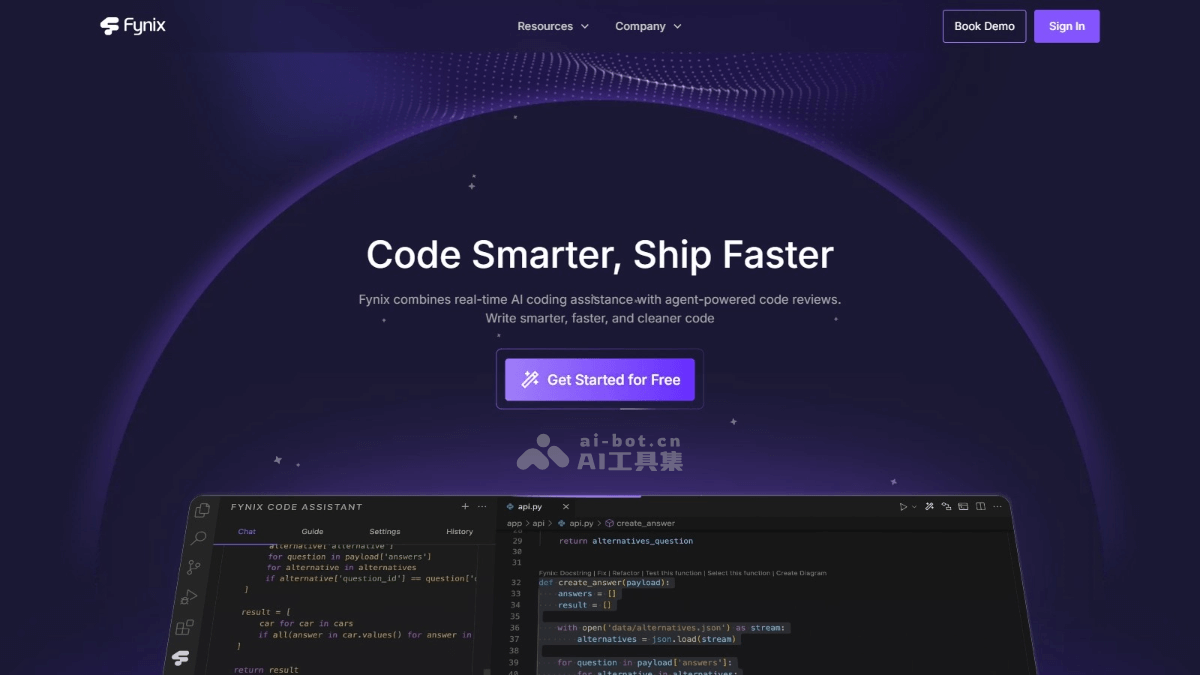 Fynix
Resources
Company
Book Demo
Sign In
Code Smarter, Ship Faster
Fynix combines real-time AI coding assistance with agent-powered code reviews.
Write smarter, faster, and cleaner code
Get Started for Free
ai-bot.cn
AI工具集
FYNIX CODE ASSISTANT
Chat Guide Settings History
alternative['alternative']
for question in payload['answers']
for alternative in alternatives
if alternative['question_id'] == question['
]
result = [
car for car in cars
if all(answer in car.values() for answer in
]
return result
api.py
app > api > api.py > create_answer
29 return alternatives_question
30
31
Fynix: Docstring | Fix | Refactor | Test this function | Select this function | Create Diagram
32 def create_answer(payload):
33 answers = []
34 result = []
35
36 with open('data/alternatives.json') as stream:
37 alternatives = json.load(stream)
38
39 for question in payload['answers']:
40 for alternative in alternatives: